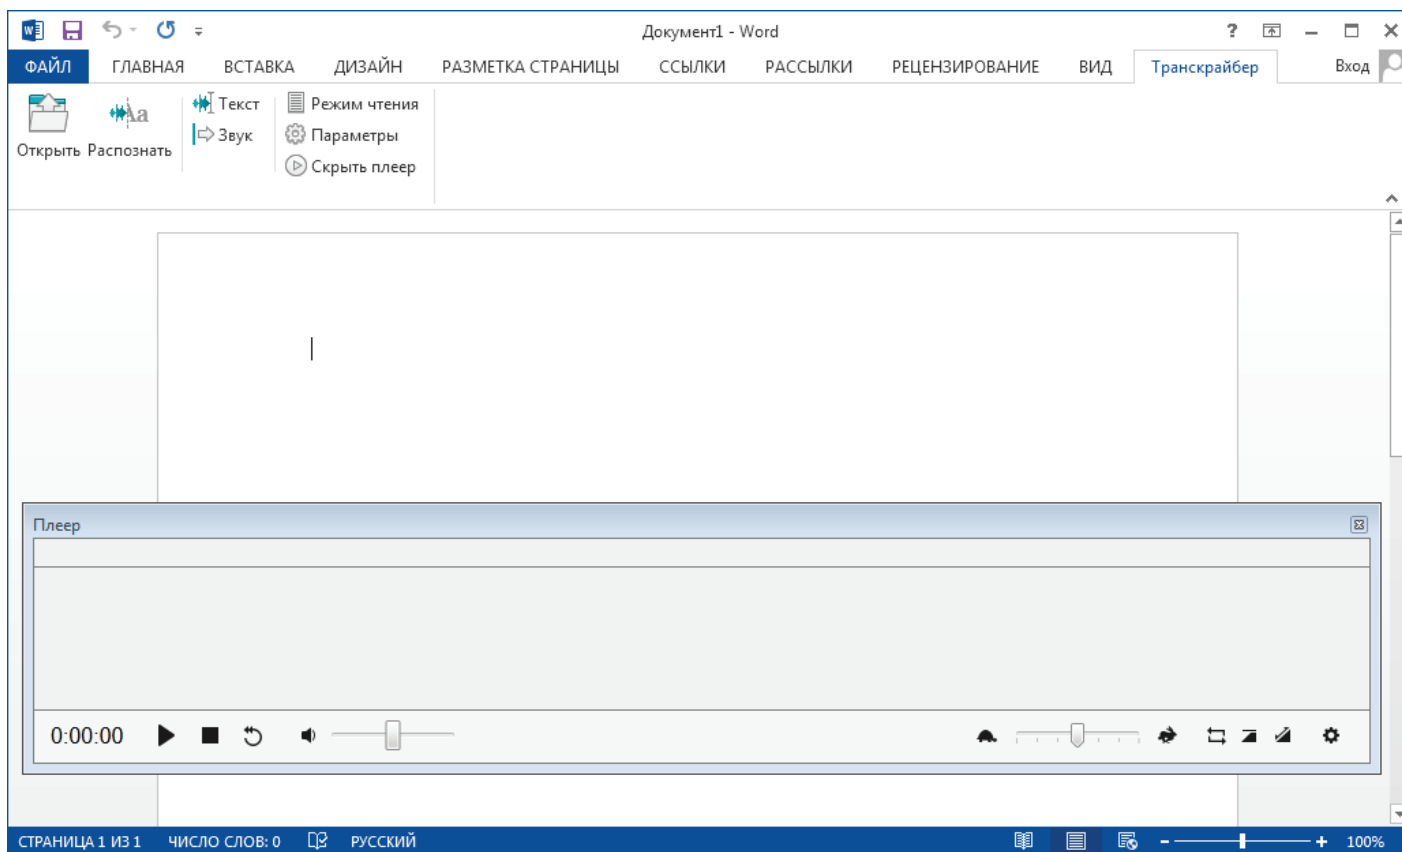 Документ1 - Word
ФАЙЛ ГЛАВНАЯ ВСТАВКА ДИЗАЙН РАЗМЕТКА СТРАНИЦЫ ССЫЛКИ РАССЫЛКИ РЕЦЕНЗИРОВАНИЕ ВИД Транскрайбер Вход
Открыть
Распознать
Текст
Звук
Режим чтения
Параметры
Скрыть плеер
Плеер
0:00:00
СТРАНИЦА 1 ИЗ 1 ЧИСЛО СЛОВ: 0 РУССКИЙ 100%